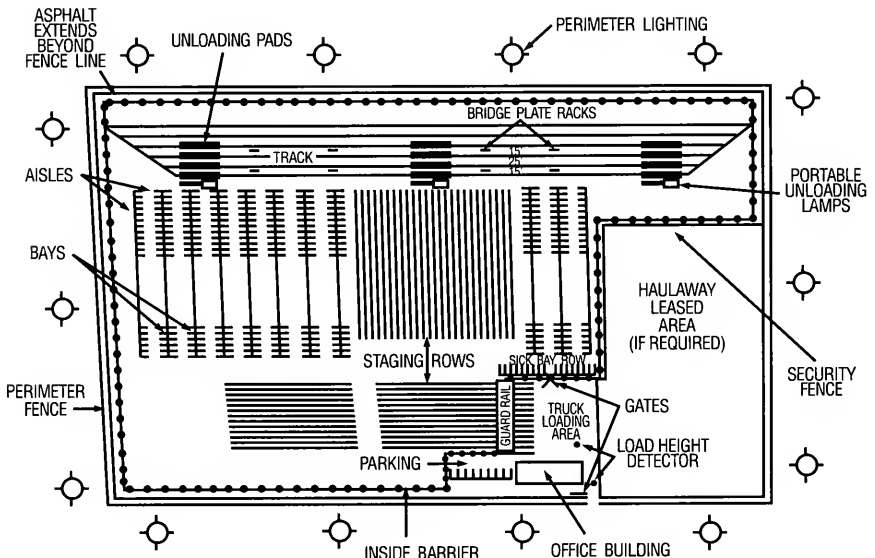 ASPHALT
EXTENDS
BEYOND
FENCE LINE
UNLOADING PADS
PERIMETER LIGHTING
BRIDGE PLATE RACKS
TRACK
15'
25'
15'
AISLES
PORTABLE
UNLOADING
LAMPS
BAYS
HAULAWAY
LEASED
AREA
(IF REQUIRED)
STAGING ROWS
SICK BAY ROW
SECURITY
FENCE
PERIMETER
FENCE
GUARD RAIL
TRUCK
LOADING
AREA
GATES
LOAD HEIGHT
DETECTOR
PARKING
INSIDE BARRIER
OFFICE BUILDING